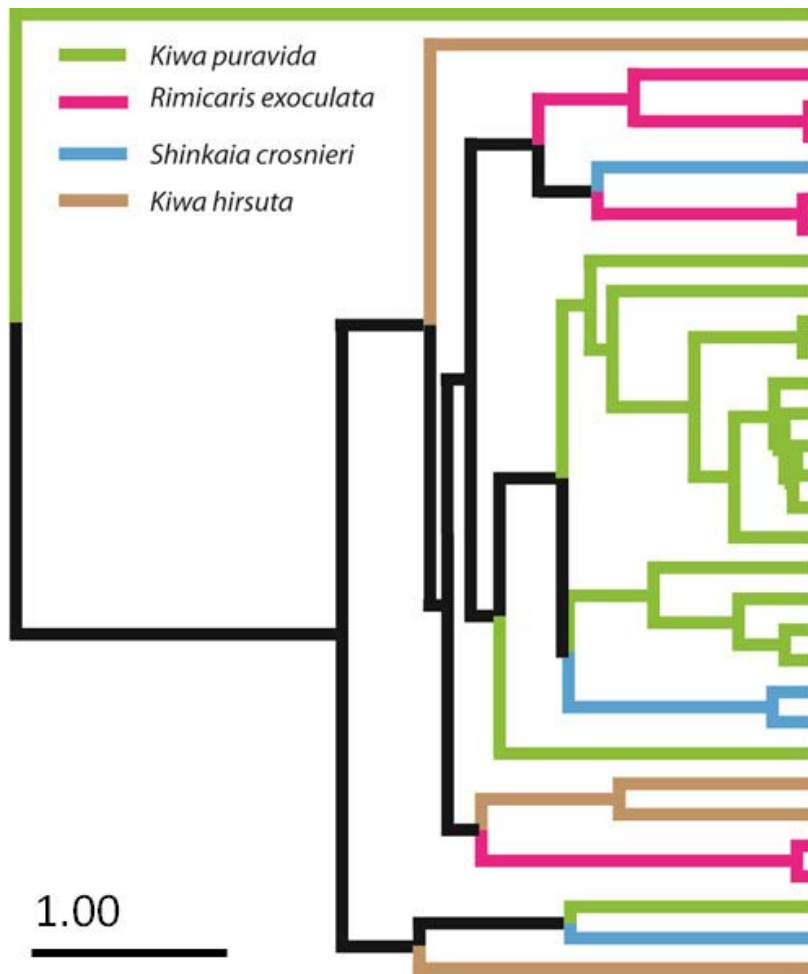 Kiwa puravida
Rimicaris exoculata
Shinkaia crosnieri
Kiwa hirsuta
1.00